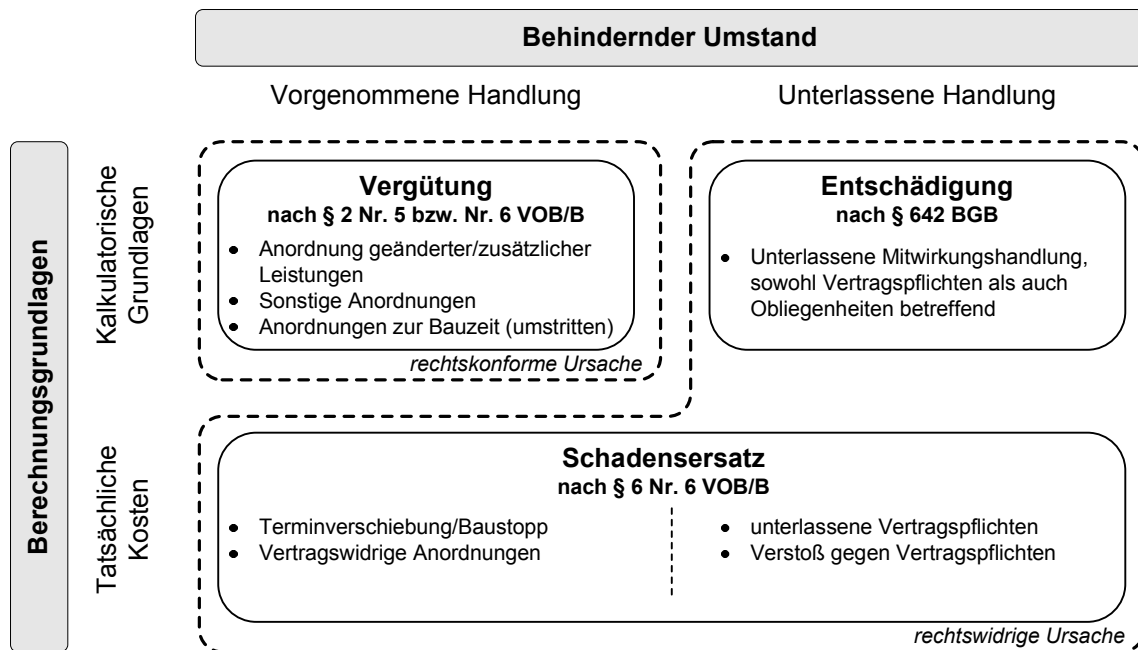 Behindernder Umstand
Vorgenommene Handlung
Unterlassene Handlung
Berechnungsgrundlagen
Kalkulatorische
Grundlagen
Vergütung
nach § 2 Nr. 5 bzw. Nr. 6 VOB/B
• Anordnung geänderter/zusätzlicher
Leistungen
• Sonstige Anordnungen
• Anordnungen zur Bauzeit (umstritten)
rechtskonforme Ursache
Entschädigung
nach § 642 BGB
• Unterlassene Mitwirkungshandlung,
sowohl Vertragspflichten als auch
Obliegenheiten betreffend
Tatsächliche
Kosten
Schadensersatz
nach § 6 Nr. 6 VOB/B
• Terminverschiebung/Baustopp
• Vertragswidrige Anordnungen
• unterlassene Vertragspflichten
• Verstoß gegen Vertragspflichten
rechtswidrige Ursache